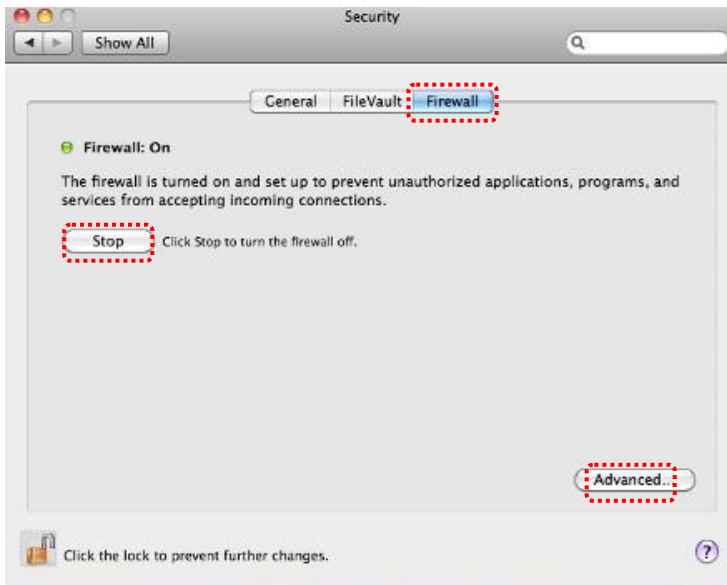 Security
Show All
General FileVault Firewall
Firewall: On
The firewall is turned on and set up to prevent unauthorized applications, programs, and
services from accepting incoming connections.
Stop Click Stop to turn the firewall off.
Advanced...
Click the lock to prevent further changes. ?